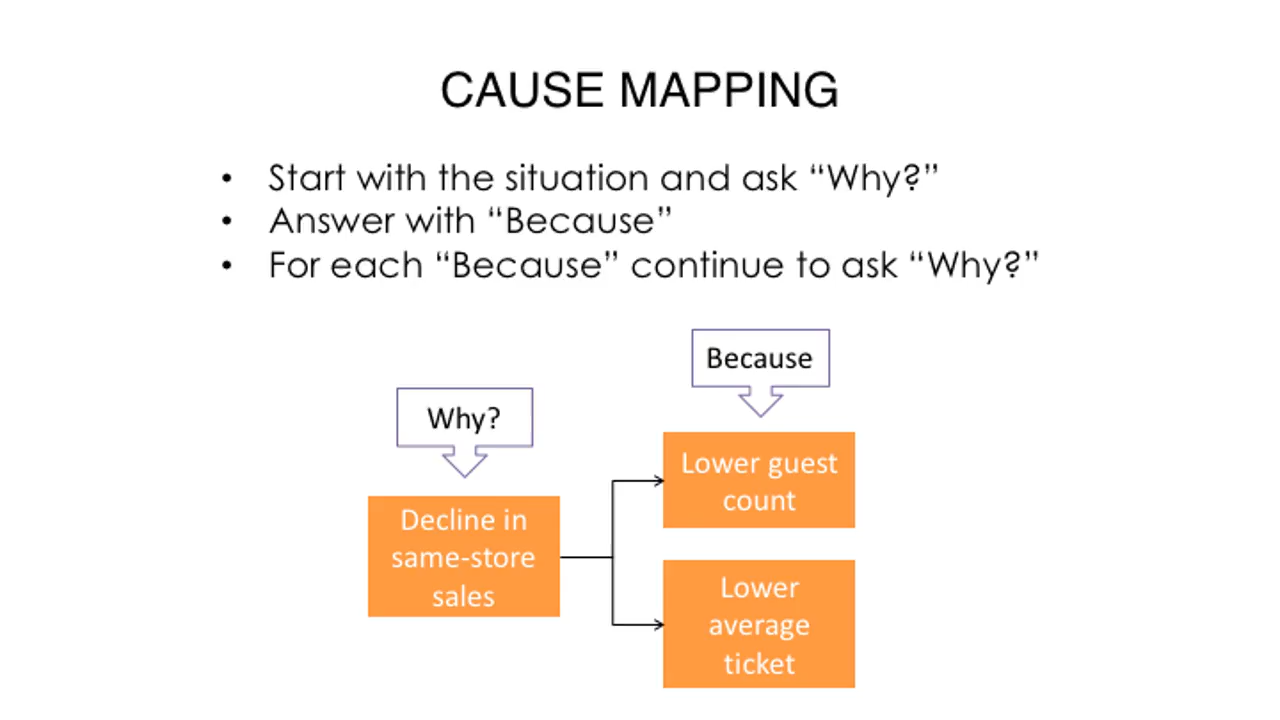 CAUSE MAPPING
• Start with the situation and ask “Why?”
• Answer with “Because”
• For each “Because” continue to ask “Why?”
Because
Why?
Lower guest
count
Decline in
same-store
sales
Lower
average
ticket